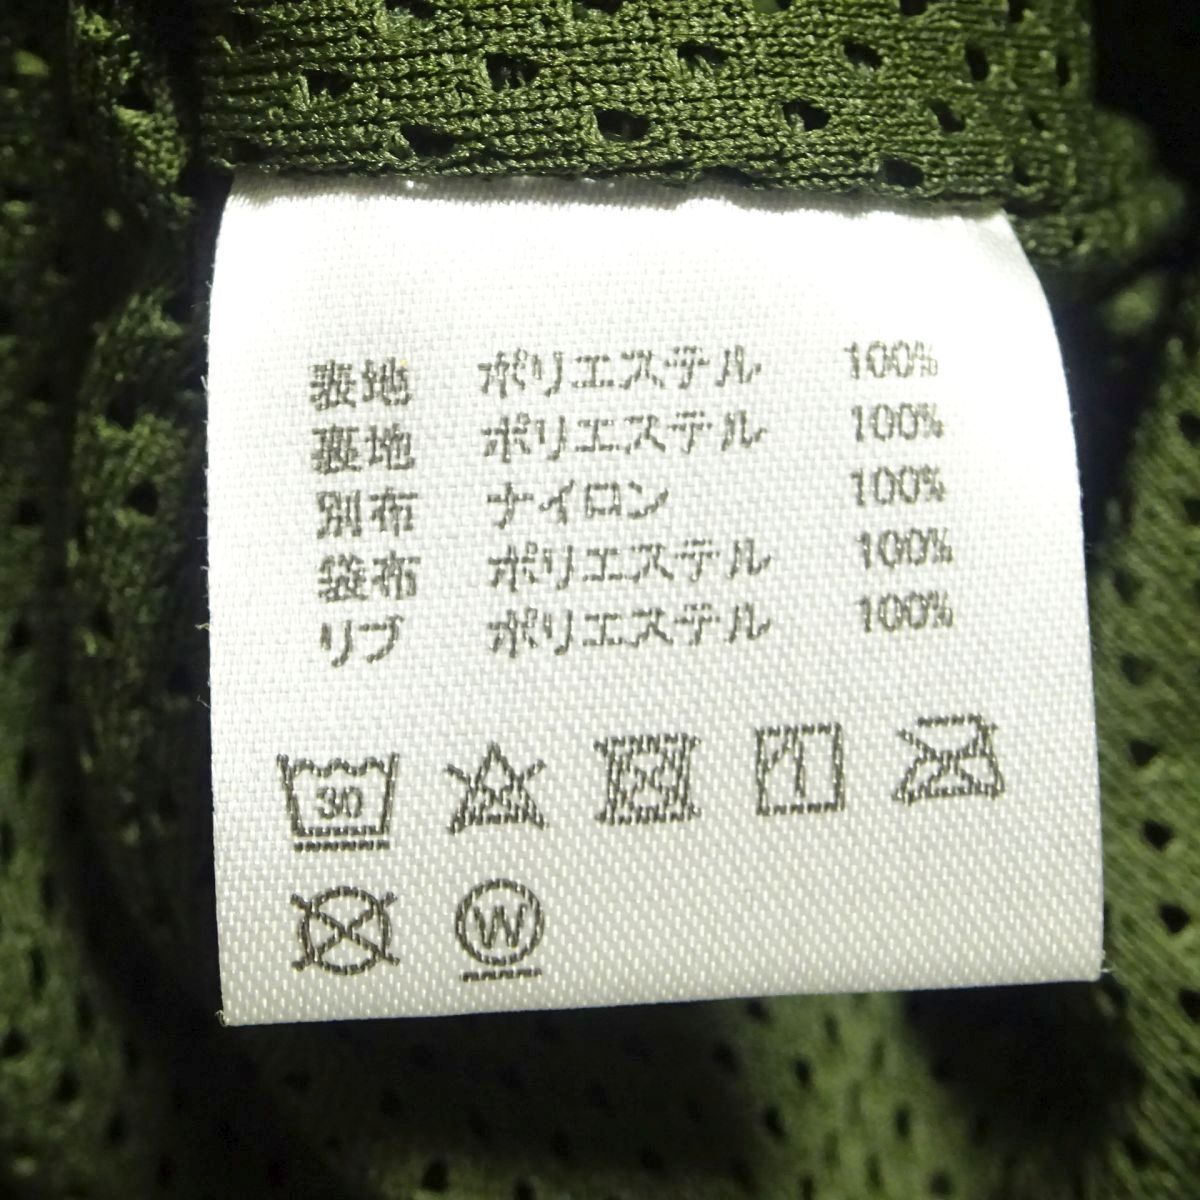 表地 ポリエステル 100%
裏地 ポリエステル 100%
別布 ナイロン 100%
袋布 ポリエステル 100%
リブ ポリエステル 100%
30
W